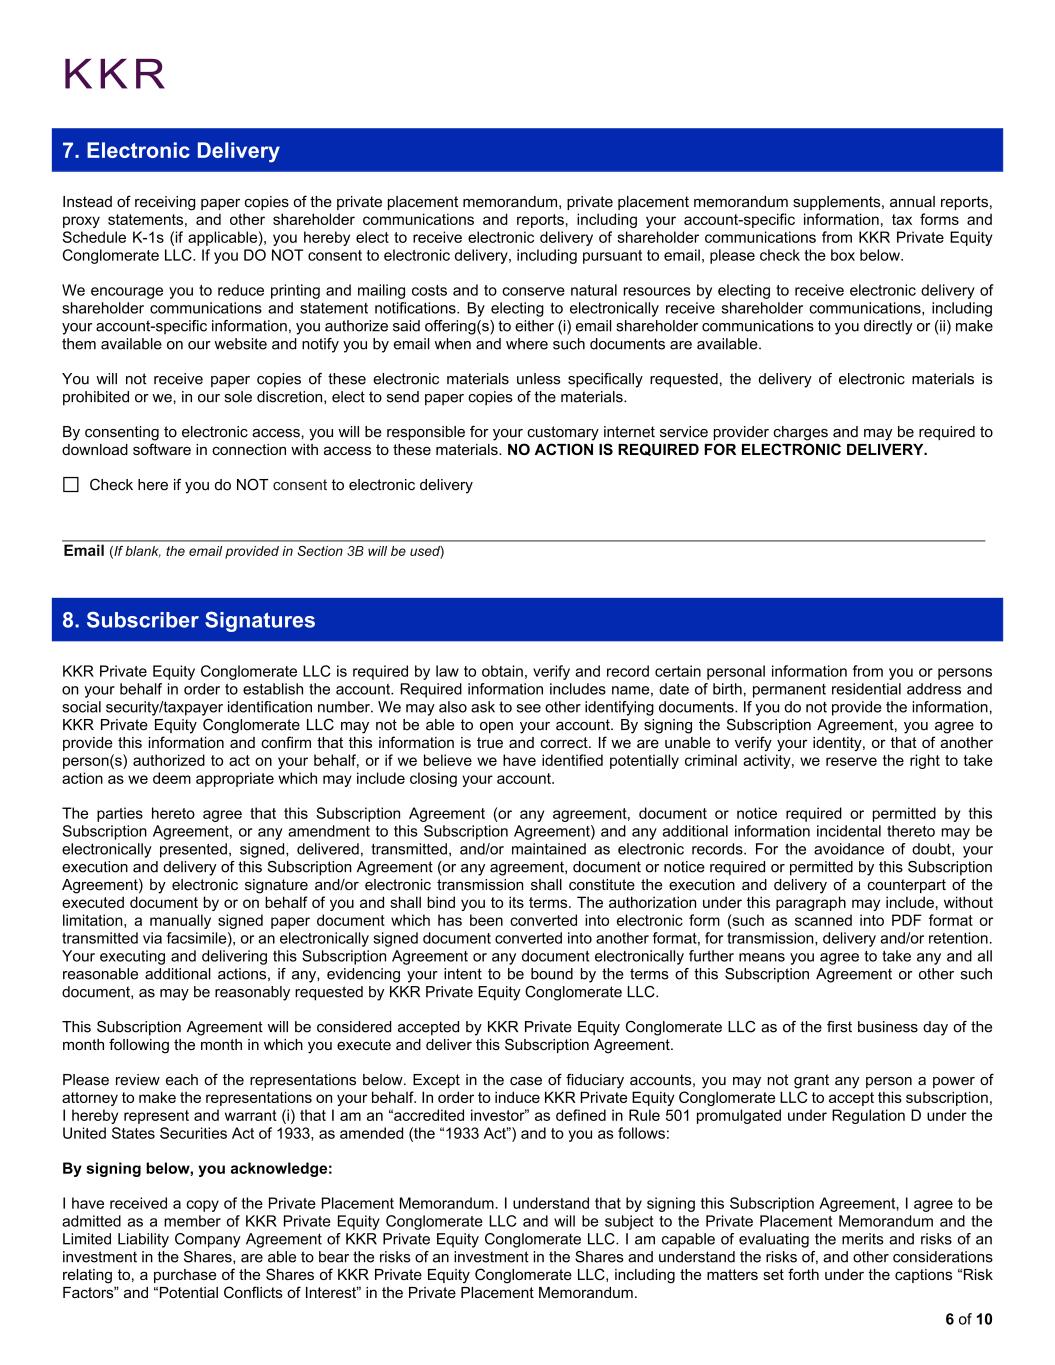 KKR
7. Electronic Delivery
Instead of receiving paper copies of the private placement memorandum, private placement memorandum supplements, annual reports,
proxy statements, and other shareholder communications and reports, including your account-specific information, tax forms and
Schedule K-1s (if applicable), you hereby elect to receive electronic delivery of shareholder communications from KKR Private Equity
Conglomerate LLC. If you DO NOT consent to electronic delivery, including pursuant to email, please check the box below.
We encourage you to reduce printing and mailing costs and to conserve natural resources by electing to receive electronic delivery of
shareholder communications and statement notifications. By electing to electronically receive shareholder communications, including
your account-specific information, you authorize said offering(s) to either (i) email shareholder communications to you directly or (ii) make
them available on our website and notify you by email when and where such documents are available.
You will not receive paper copies of these electronic materials unless specifically requested, the delivery of electronic materials is
prohibited or we, in our sole discretion, elect to send paper copies of the materials.
By consenting to electronic access, you will be responsible for your customary internet service provider charges and may be required to
download software in connection with access to these materials. NO ACTION IS REQUIRED FOR ELECTRONIC DELIVERY.
Check here if you do NOT consent to electronic delivery
Email (If blank, the email provided in Section 3B will be used)
8. Subscriber Signatures
KKR Private Equity Conglomerate LLC is required by law to obtain, verify and record certain personal information from you or persons
on your behalf in order to establish the account. Required information includes name, date of birth, permanent residential address and
social security/taxpayer identification number. We may also ask to see other identifying documents. If you do not provide the information,
KKR Private Equity Conglomerate LLC may not be able to open your account. By signing the Subscription Agreement, you agree to
provide this information and confirm that this information is true and correct. If we are unable to verify your identity, or that of another
person(s) authorized to act on your behalf, or if we believe we have identified potentially criminal activity, we reserve the right to take
action as we deem appropriate which may include closing your account.
The parties hereto agree that this Subscription Agreement (or any agreement, document or notice required or permitted by this
Subscription Agreement, or any amendment to this Subscription Agreement) and any additional information incidental thereto may be
electronically presented, signed, delivered, transmitted, and/or maintained as electronic records. For the avoidance of doubt, your
execution and delivery of this Subscription Agreement (or any agreement, document or notice required or permitted by this Subscription
Agreement) by electronic signature and/or electronic transmission shall constitute the execution and delivery of a counterpart of the
executed document by or on behalf of you and shall bind you to its terms. The authorization under this paragraph may include, without
limitation, a manually signed paper document which has been converted into electronic form (such as scanned into PDF format or
transmitted via facsimile), or an electronically signed document converted into another format, for transmission, delivery and/or retention.
Your executing and delivering this Subscription Agreement or any document electronically further means you agree to take any and all
reasonable additional actions, if any, evidencing your intent to be bound by the terms of this Subscription Agreement or other such
document, as may be reasonably requested by KKR Private Equity Conglomerate LLC.
This Subscription Agreement will be considered accepted by KKR Private Equity Conglomerate LLC as of the first business day of the
month following the month in which you execute and deliver this Subscription Agreement.
Please review each of the representations below. Except in the case of fiduciary accounts, you may not grant any person a power of
attorney to make the representations on your behalf. In order to induce KKR Private Equity Conglomerate LLC to accept this subscription,
I hereby represent and warrant (i) that I am an “accredited investor” as defined in Rule 501 promulgated under Regulation D under the
United States Securities Act of 1933, as amended (the “1933 Act”) and to you as follows:
By signing below, you acknowledge:
I have received a copy of the Private Placement Memorandum. I understand that by signing this Subscription Agreement, I agree to be
admitted as a member of KKR Private Equity Conglomerate LLC and will be subject to the Private Placement Memorandum and the
Limited Liability Company Agreement of KKR Private Equity Conglomerate LLC. I am capable of evaluating the merits and risks of an
investment in the Shares, are able to bear the risks of an investment in the Shares and understand the risks of, and other considerations
relating to, a purchase of the Shares of KKR Private Equity Conglomerate LLC, including the matters set forth under the captions “Risk
Factors” and “Potential Conflicts of Interest” in the Private Placement Memorandum.
6 of 10